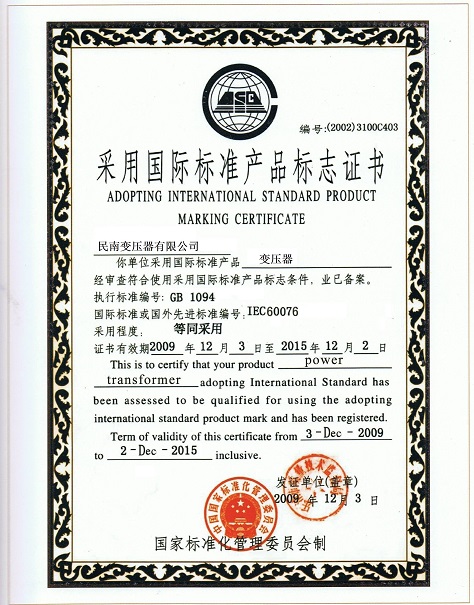 编号:(2002)3100C403
采用国际标准产品标志证书
ADOPTING INTERNATIONAL STANDARD PRODUCT
MARKING CERTIFICATE
民南变压器有限公司
你单位采用国际标准产品 变压器
经审查符合使用采用国际标准产品标志条件，业已备案。
执行标准编号: GB 1094
国际标准或国外先进标准编号:IEC60076
采用程度: 等同采用
证书有效期2009 年 12 月 3 日至 2015 年 12 月 2 日
This is to certify that your product power
transformer adopting International Standard has
been assessed to be qualified for using the adopting
international standard product mark and has been registered.
Term of validity of this certificate from 3-Dec-2009
to 2-Dec-2015 inclusive.
发证单位(盖章)
2009 年 12 月 3 日
中国国家标准化管理委员会
国家标准化管理委员会制